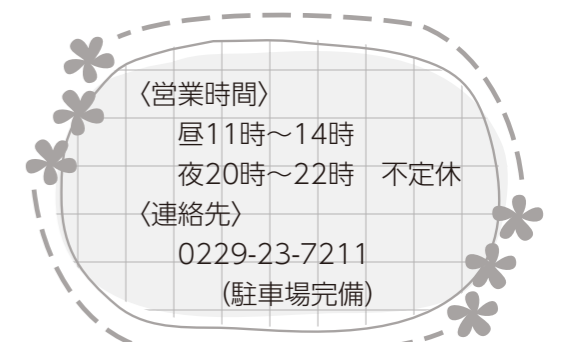 〈営業時間〉
昼11時〜14時
夜20時〜22時　不定休
〈連絡先〉
0229-23-7211
(駐車場完備)